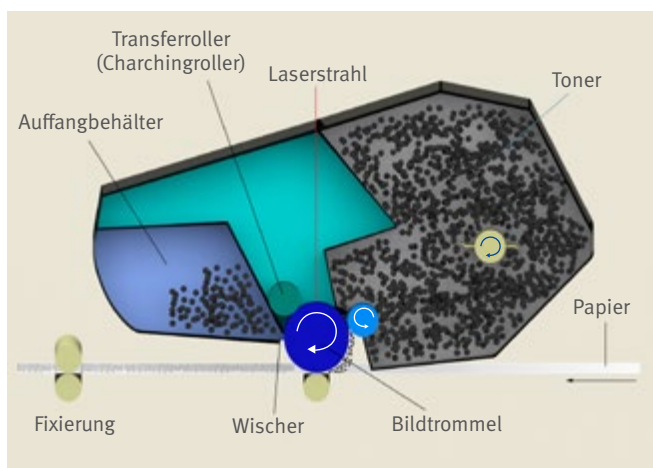 Transferroller
(Charchingroller)
Laserstrahl
Toner
Auffangbehälter
Papier
Fixierung
Wischer
Bildtrommel